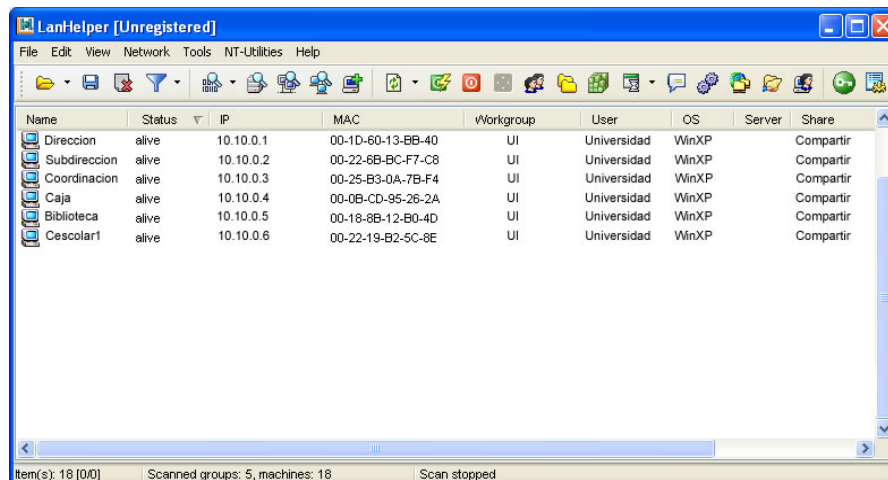 LanHelper [Unregistered]
File Edit View Network Tools NT-Utilities Help
Name Status IP MAC Workgroup User OS Server Share
Direccion alive 10.10.0.1 00-1D-60-13-BB-40 UI Universidad WinXP Compartir
Subdireccion alive 10.10.0.2 00-22-6B-BC-F7-C8 UI Universidad WinXP Compartir
Coordinacion alive 10.10.0.3 00-25-B3-0A-7B-F4 UI Universidad WinXP Compartir
Caja alive 10.10.0.4 00-0B-CD-95-26-2A UI Universidad WinXP Compartir
Biblioteca alive 10.10.0.5 00-18-8B-12-B0-4D UI Universidad WinXP Compartir
Cescolar1 alive 10.10.0.6 00-22-19-B2-5C-8E UI Universidad WinXP Compartir
Item(s): 18 [0/0] Scanned groups: 5, machines: 18 Scan stopped